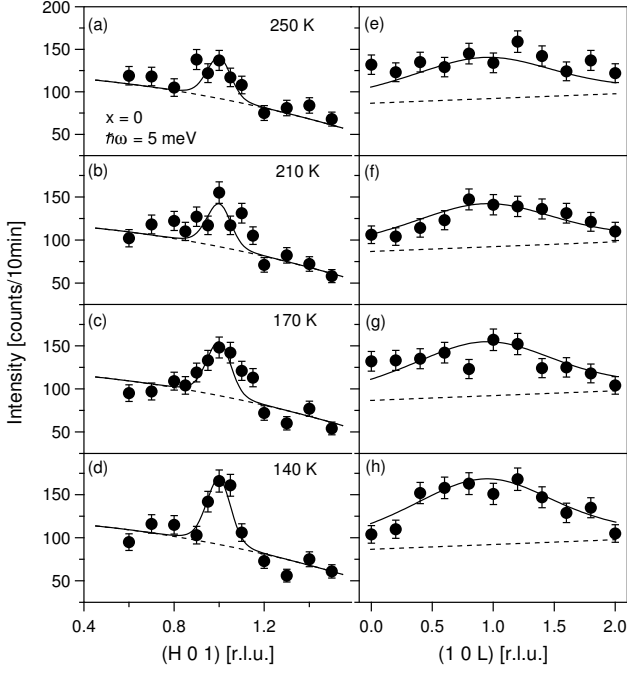 Intensity [counts/10min]
200
(a)
250 K
(e)
150
100
x = 0
50
ħω = 5 meV
(b)
210 K
(f)
150
100
50
(c)
170 K
(g)
150
100
50
(d)
140 K
(h)
150
100
50
0.4
0.8
1.2
0.0
0.5
1.0
1.5
2.0
(H 0 1) [r.l.u.]
(1 0 L) [r.l.u.]